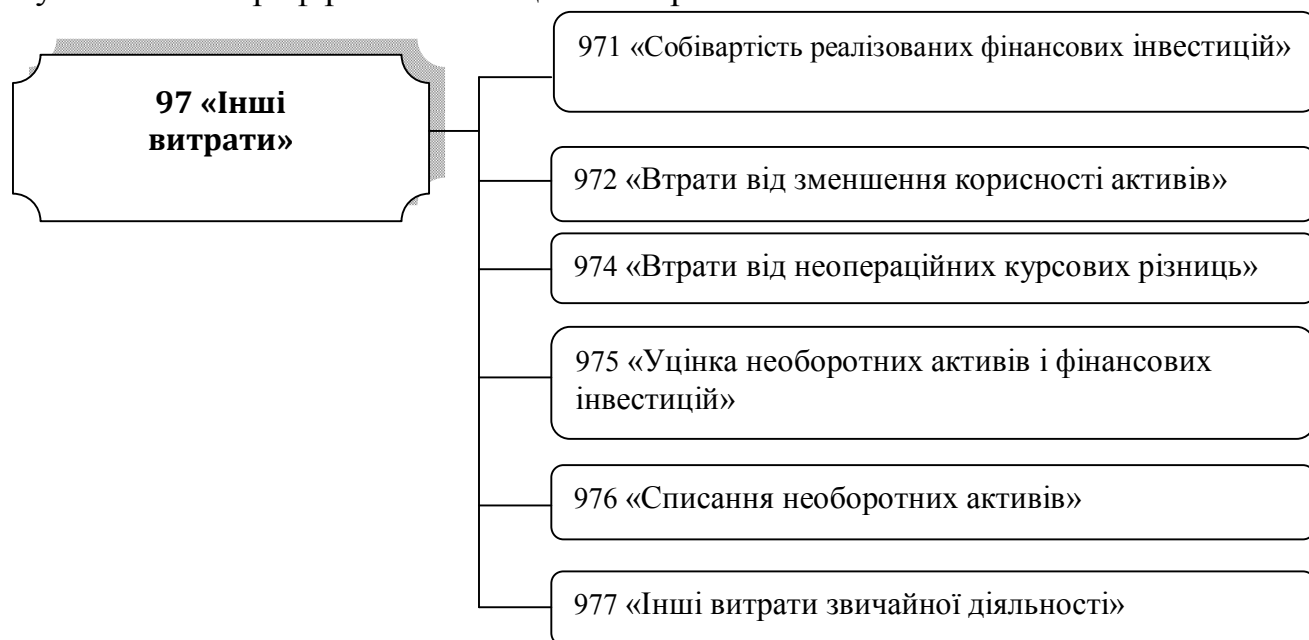 97 «Інші
витрати»
971 «Собівартість реалізованих фінансових інвестицій»
972 «Втрати від зменшення корисності активів»
974 «Втрати від неопераційних курсових різниць»
975 «Уцінка необоротних активів і фінансових
інвестицій»
976 «Списання необоротних активів»
977 «Інші витрати звичайної діяльності»